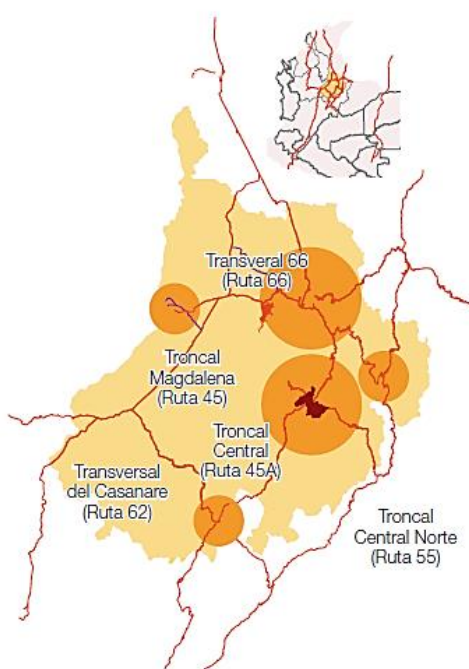 Transveral 66
(Ruta 66)
Troncal
Magdalena
(Ruta 45)
Troncal
Central
(Ruta 45A)
Transversal
del Casanare
(Ruta 62)
Troncal
Central Norte
(Ruta 55)